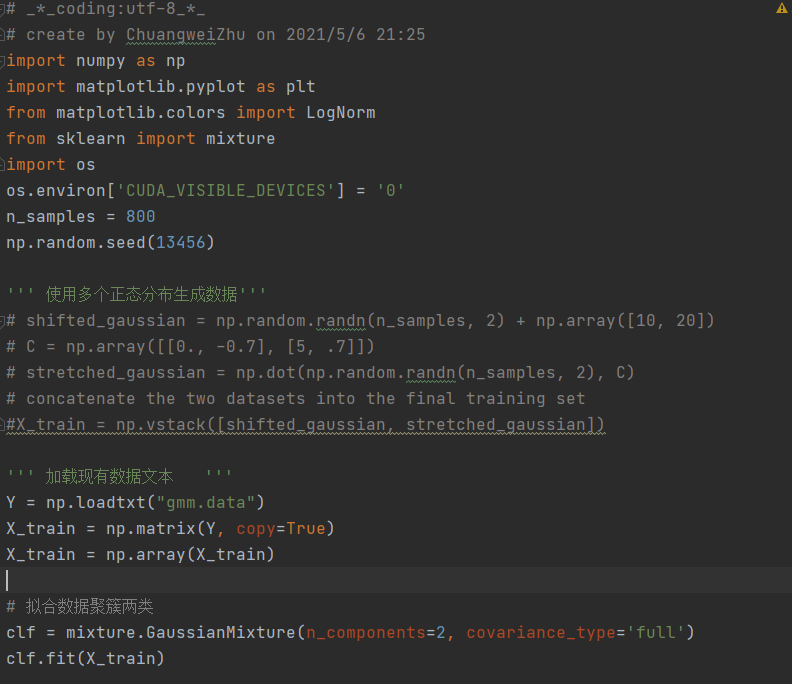 # _*_coding:utf-8_*_
# create by ChuangweiZhu on 2021/5/6 21:25
import numpy as np
import matplotlib.pyplot as plt
from matplotlib.colors import LogNorm
from sklearn import mixture
import os
os.environ['CUDA_VISIBLE_DEVICES'] = '0'
n_samples = 800
np.random.seed(13456)
''' 使用多个正态分布生成数据'''
# shifted_gaussian = np.random.randn(n_samples, 2) + np.array([10, 20])
# C = np.array([[0., -0.7], [5, .7]])
# stretched_gaussian = np.dot(np.random.randn(n_samples, 2), C)
# concatenate the two datasets into the final training set
#X_train = np.vstack([shifted_gaussian, stretched_gaussian])
''' 加载现有数据文本   '''
Y = np.loadtxt("gmm.data")
X_train = np.matrix(Y, copy=True)
X_train = np.array(X_train)
# 拟合数据聚簇两类
clf = mixture.GaussianMixture(n_components=2, covariance_type='full')
clf.fit(X_train)